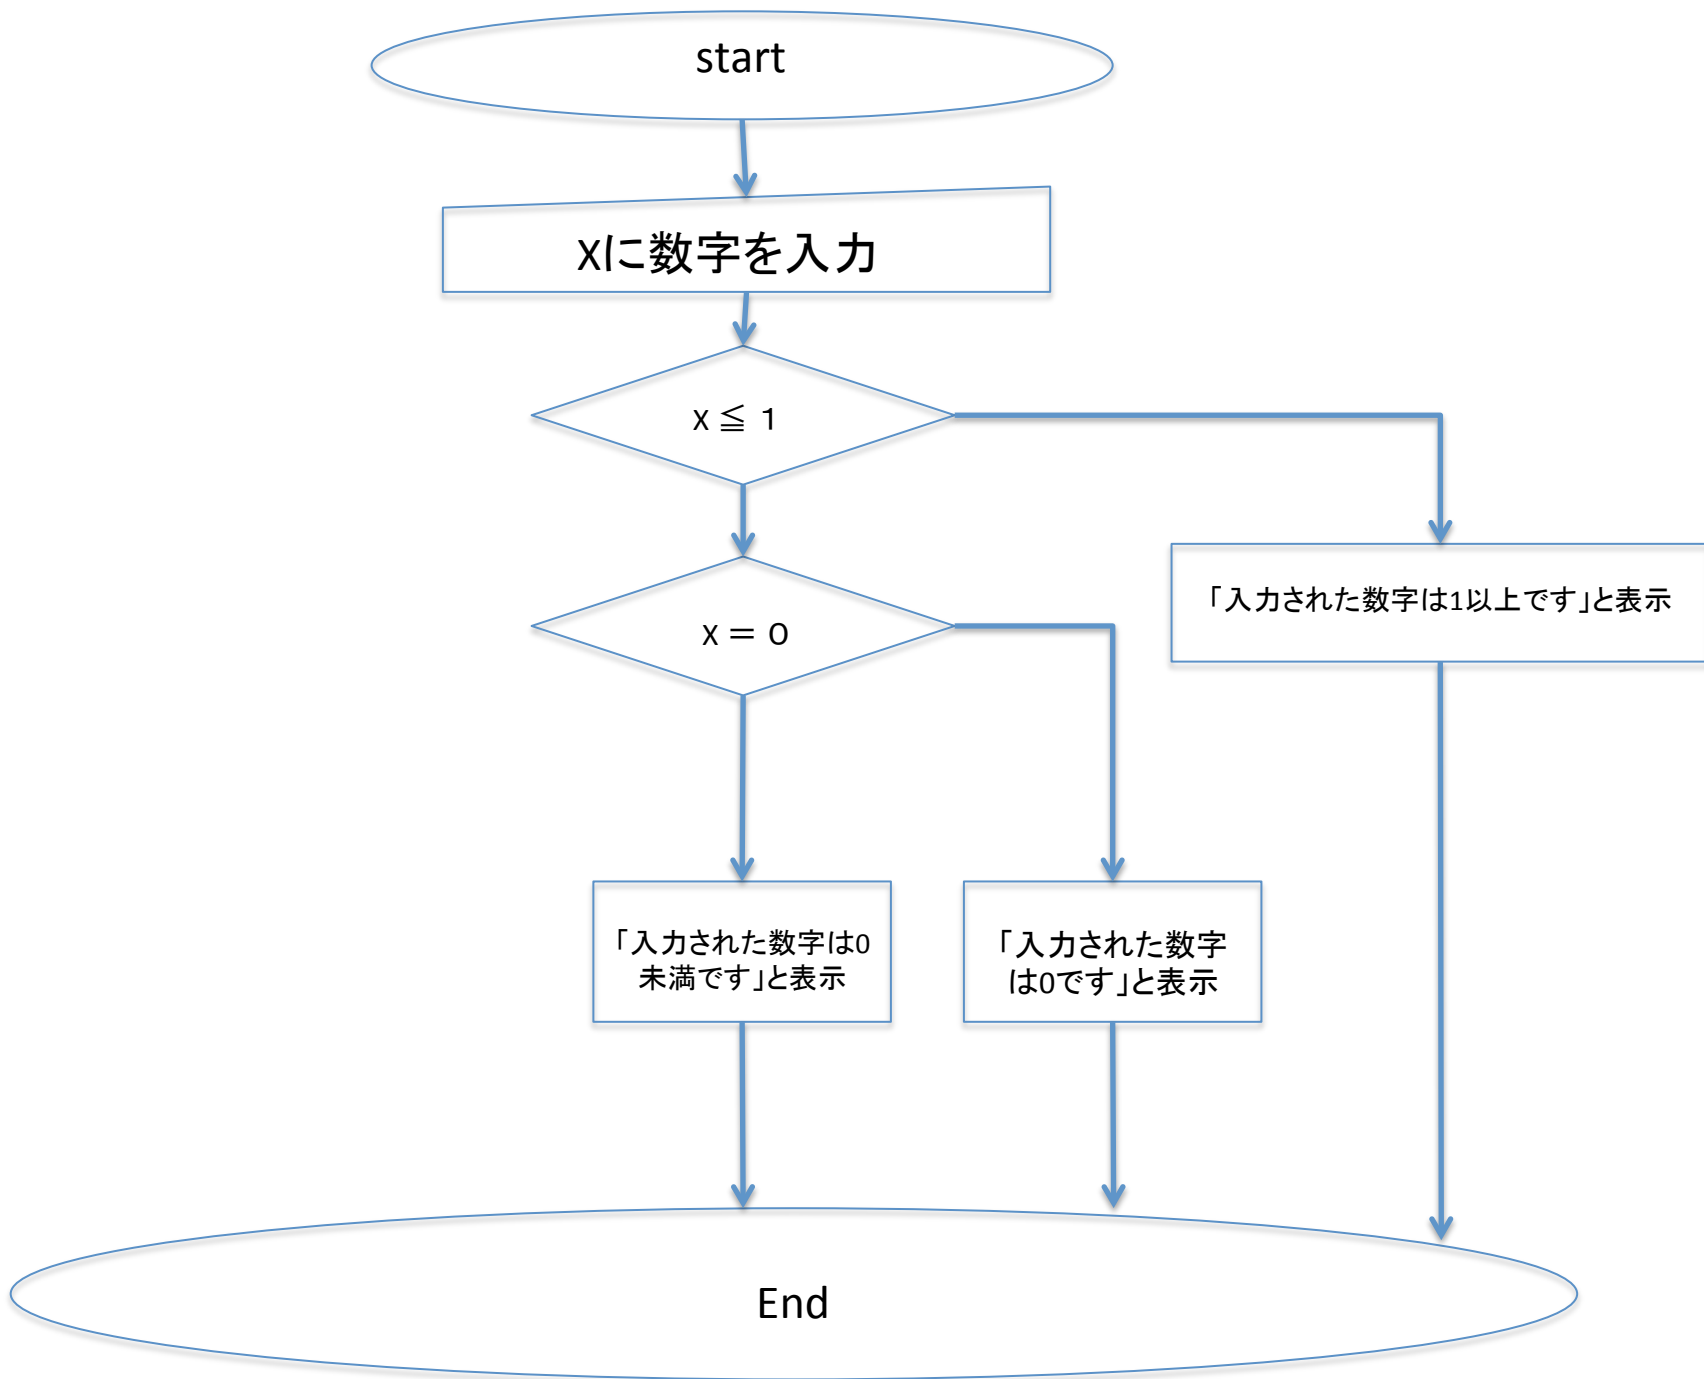 start
Xに数字を入力
X ≦ 1
X = 0
「入力された数字は1以上です」と表示
「入力された数字は0
未満です」と表示
「入力された数字
は0です」と表示
End